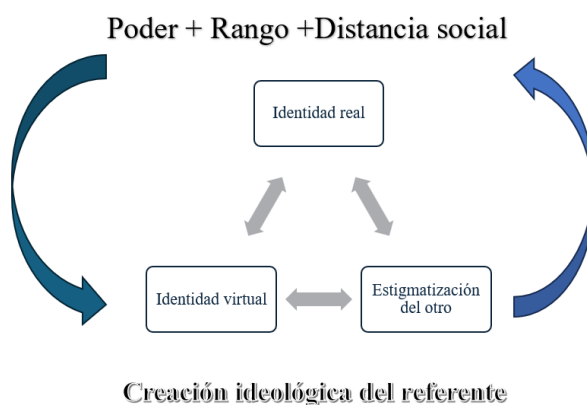 Poder + Rango +Distancia social
Identidad real
Identidad virtual
Estigmatización
del otro
Creación ideológica del referente